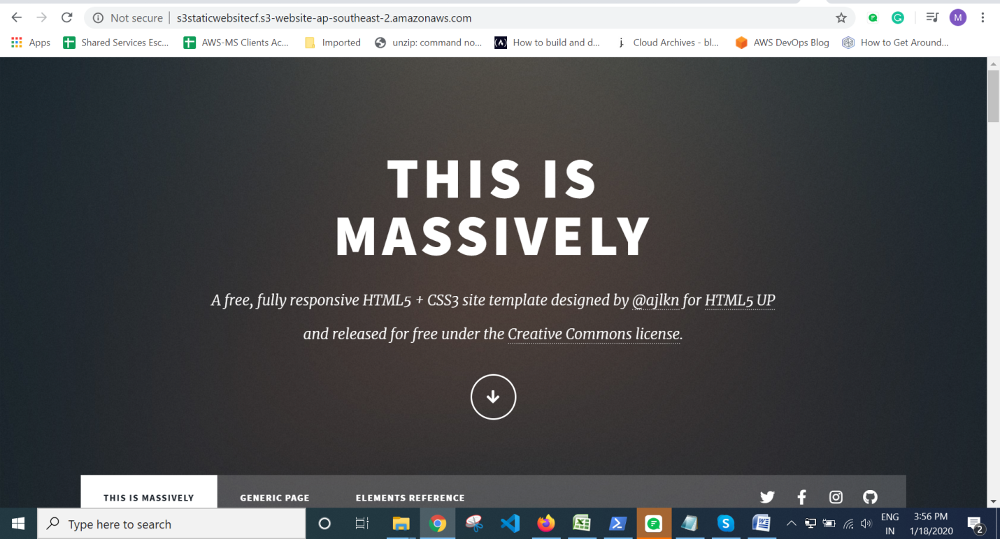 Not secure | s3staticwebsitecf.s3-website-ap-southeast-2.amazonaws.com
M
Apps Shared Services Esc... AWS-MS Clients Ac... Imported unzip: command no... How to build and d... j. Cloud Archives - bl... AWS DevOps Blog How to Get Around...
THIS IS
MASSIVELY
A free, fully responsive HTML5 + CSS3 site template designed by @ajlkn for HTML5 UP
and released for free under the Creative Commons license.
THIS IS MASSIVELY GENERIC PAGE ELEMENTS REFERENCE
Type here to search
ENG
IN
3:56 PM
1/18/2020
2